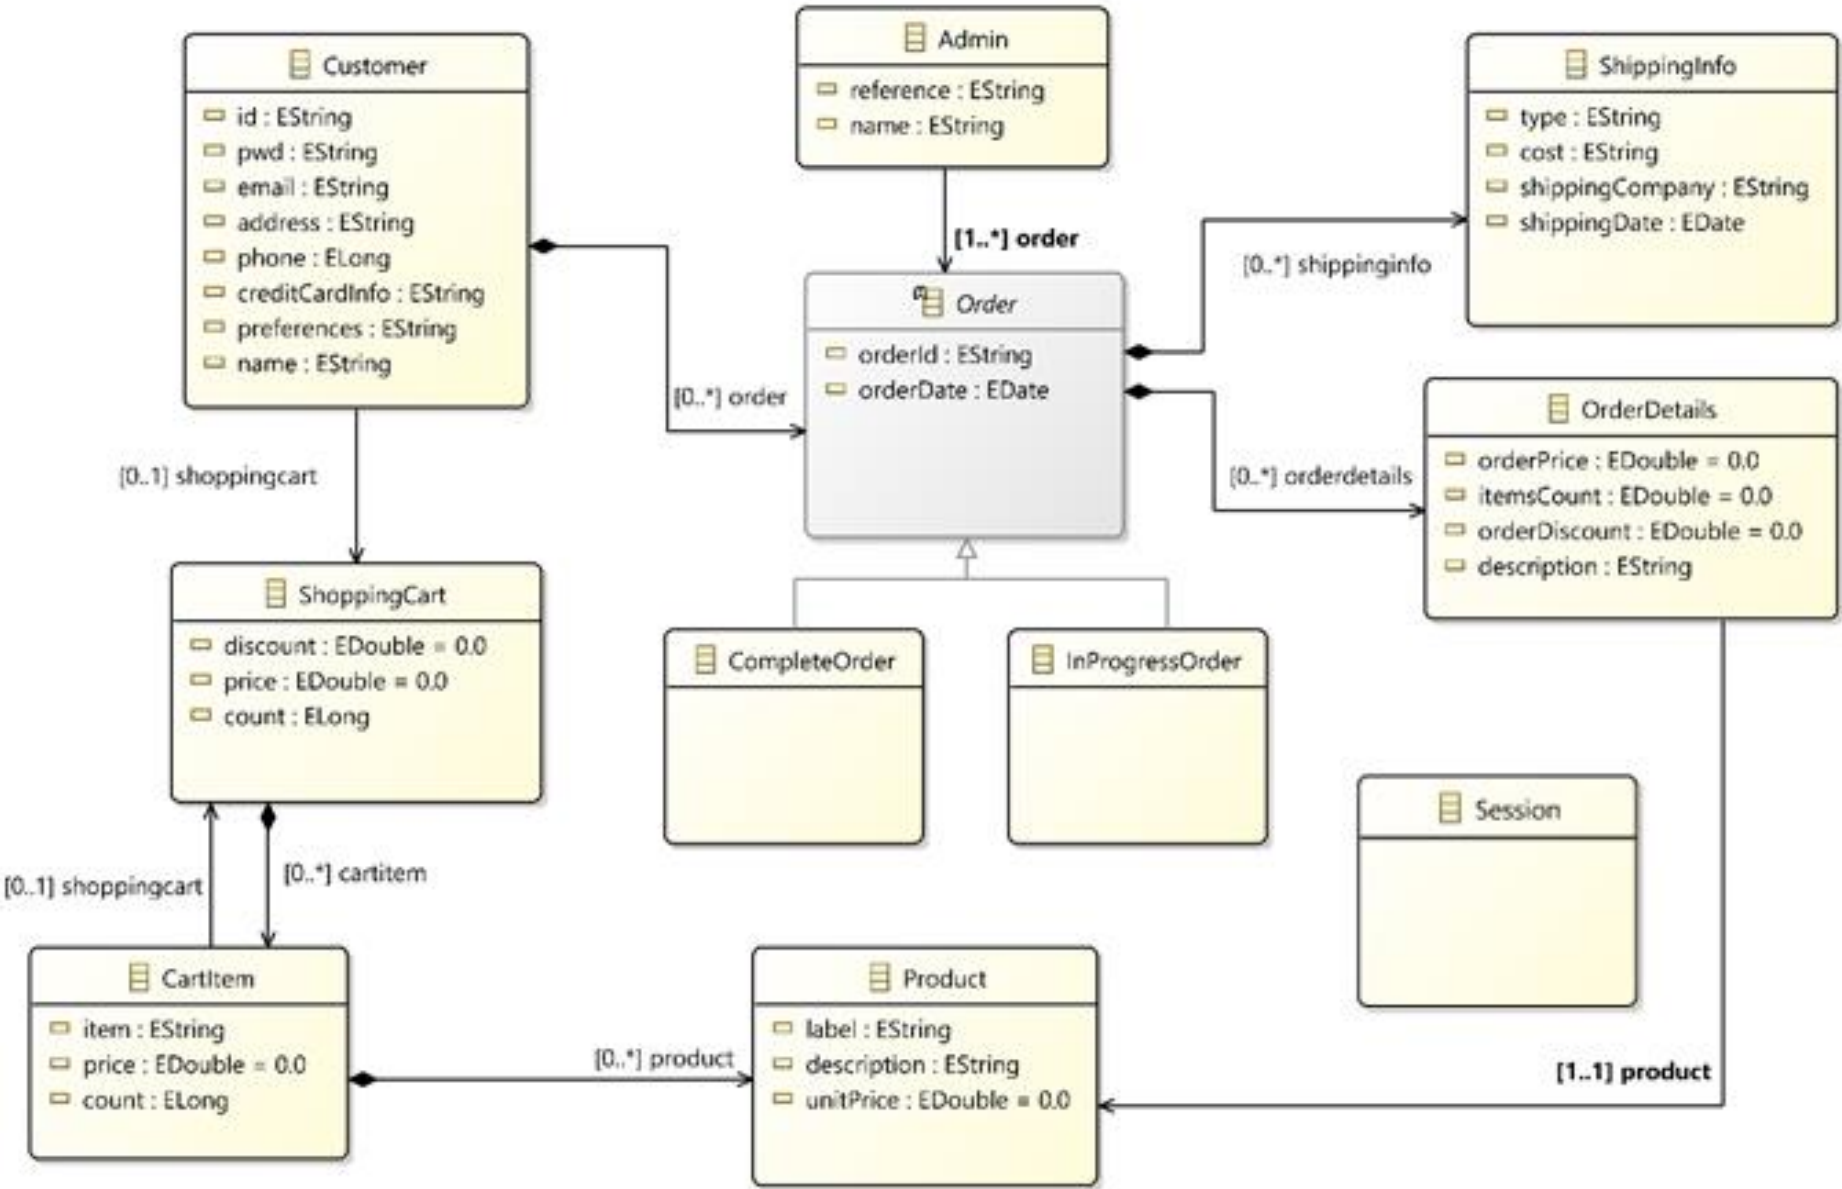 Customer
id : EString
pwd : EString
email : EString
address : EString
phone : ELong
creditCardInfo : EString
preferences : EString
name : EString
Admin
reference : EString
name : EString
ShippingInfo
type : EString
cost : EString
shippingCompany : EString
shippingDate : EDate
[1..*] order
[0..*] shippinginfo
Order
orderId : EString
orderDate : EDate
[0..*] order
OrderDetails
orderPrice : EDouble = 0.0
itemsCount : EDouble = 0.0
orderDiscount : EDouble = 0.0
description : EString
[0..*] orderdetails
[0..1] shoppingcart
ShoppingCart
discount : EDouble = 0.0
price : EDouble = 0.0
count : ELong
CompleteOrder
InProgressOrder
Session
[0..1] shoppingcart
[0..*] cartitem
CartItem
item : EString
price : EDouble = 0.0
count : ELong
[0..*] product
Product
label : EString
description : EString
unitPrice : EDouble = 0.0
[1..1] product